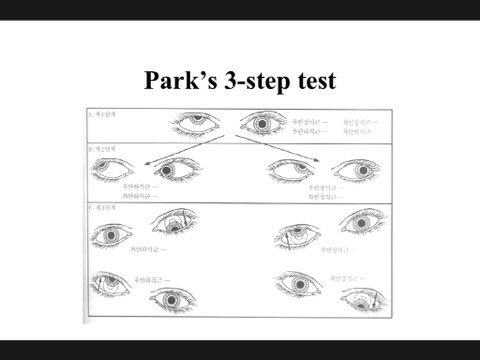 Park's 3-step test
A. 제1단계
우안상사근 — 좌안상직근 —
우안하직근 — 좌안하사근 —
B. 제2단계
우안하직근 — 우안상사근 —
좌안하사근 — 좌안상직근 —
C. 제3단계
좌안하사근 — 우안상사근 —
우안하직근 — 좌안상직근 —